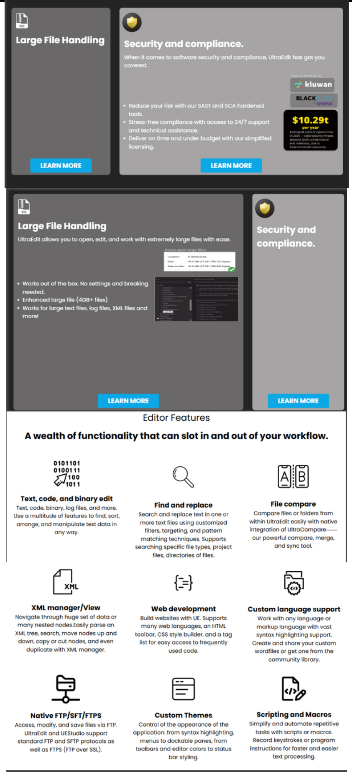 Large File Handling
LEARN MORE
Security and compliance.
When it comes to software security and compliance, UltraEdit has got you
covered.
kiuwan
BLACK
$10.29t
per year
Reduce your risk with our SAST and SCA hardened
tools.
Stress-free compliance with access to 24/7 support
and technical assistance.
Deliver on time and under budget with our simplified
licensing.
LEARN MORE
Large File Handling
UltraEdit allows you to open, edit, and work with extremely large files with ease.
Works out of the box. No settings and breaking
needed.
Enhanced large file (4GB+ files)
Works for large text files. log files, XML files and
more!
LEARN MORE
Security and
compliance.
LEARN MORE
Editor Features
A wealth of functionality that can slot in and out of your workflow.
0101101
0100111
1100
1011
Text, code, and binary edit
Text, code, binary, log files, and more.
Use a multitude of features to find, sort,
arrange, and manipulate text data in
any way.
Find and replace
Search and replace text in one or
more text files using customized
filters, targeting, and pattern
matching techniques. Supports
searching specific file types, project
files, directories of files.
A B
File compare
Compare files or folders from
within UltraEdit easily with native
integration of UltraCompare——
our powerful compare, merge,
and sync tool.
XML
XML manager/View
Navigate through huge set of data or
many nested nodes.Easily parse an
XML tree, search, move nodes up and
down, copy or cut nodes, and even
duplicate with XML manager.
Web development
Build websites with UE. Supports
many web languages, an HTML
toolbar, CSS style builder, and a tag
list for easy access to frequently
used code.
Custom language support
Work with any language or
markup language with vast
syntax highlighting support.
Create and share your custom
wordfiles or get one from the
community library.
Native FTP/SFT/FTPS
Access, modify, and save files via FTP.
UltraEdit and UEStudio support
standard FTP and SFTP protocols as
well as FTPS (FTP over SSL).
Custom Themes
Control of the appearance of the
application: from syntax highlighting,
menus to dockable panes, from
toolbars and editor colors to status
bar styling.
Scripting and Macros
Simplify and automate repetitive
tasks with scripts or macros.
Record keystrokes or program
instructions for faster and easier
text processing.